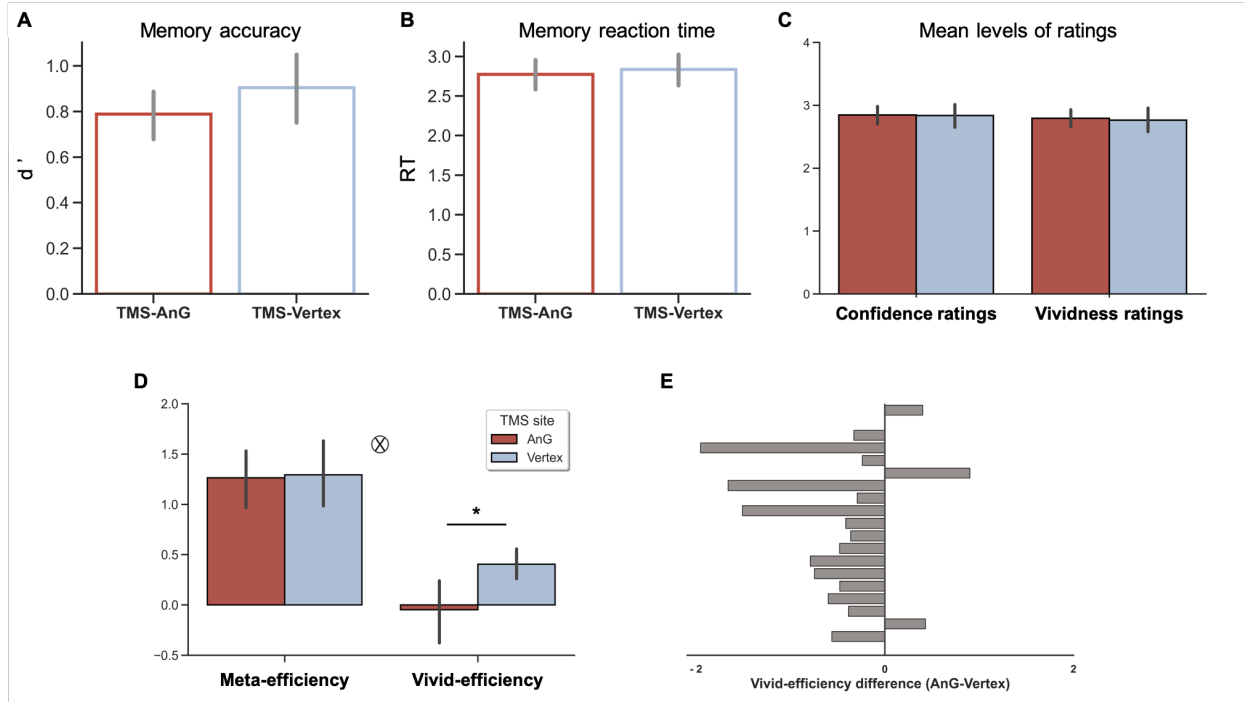 A
Memory accuracy
1.0
0.8
0.6
0.4
0.2
0.0
d’
TMS-AnG
TMS-Vertex
B
Memory reaction time
3.0
2.5
2.0
1.5
1.0
0.5
0.0
RT
TMS-AnG
TMS-Vertex
C
Mean levels of ratings
4
3
2
1
0
Confidence ratings
Vividness ratings
D
2.0
1.5
1.0
0.5
0.0
−0.5
TMS site
AnG
Vertex
*
Meta-efficiency
Vivid-efficiency
E
- 2
0
2
Vivid-efficiency difference (AnG-Vertex)